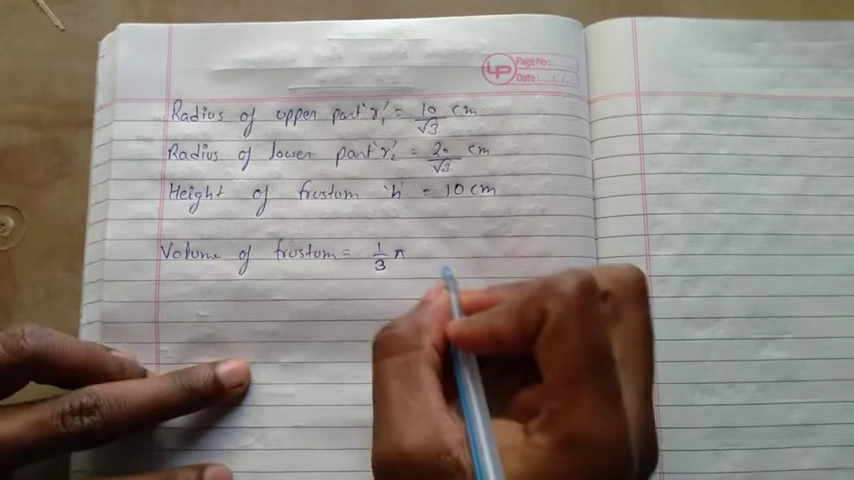 LP Page No:
Date: / /
Radius of upper part 'r₁' = 10/√3 cm
Radius of lower part 'r₂' = 20/√3 cm
Height of frustom 'h' = 10 cm
Volume of frustom = 1/3 π